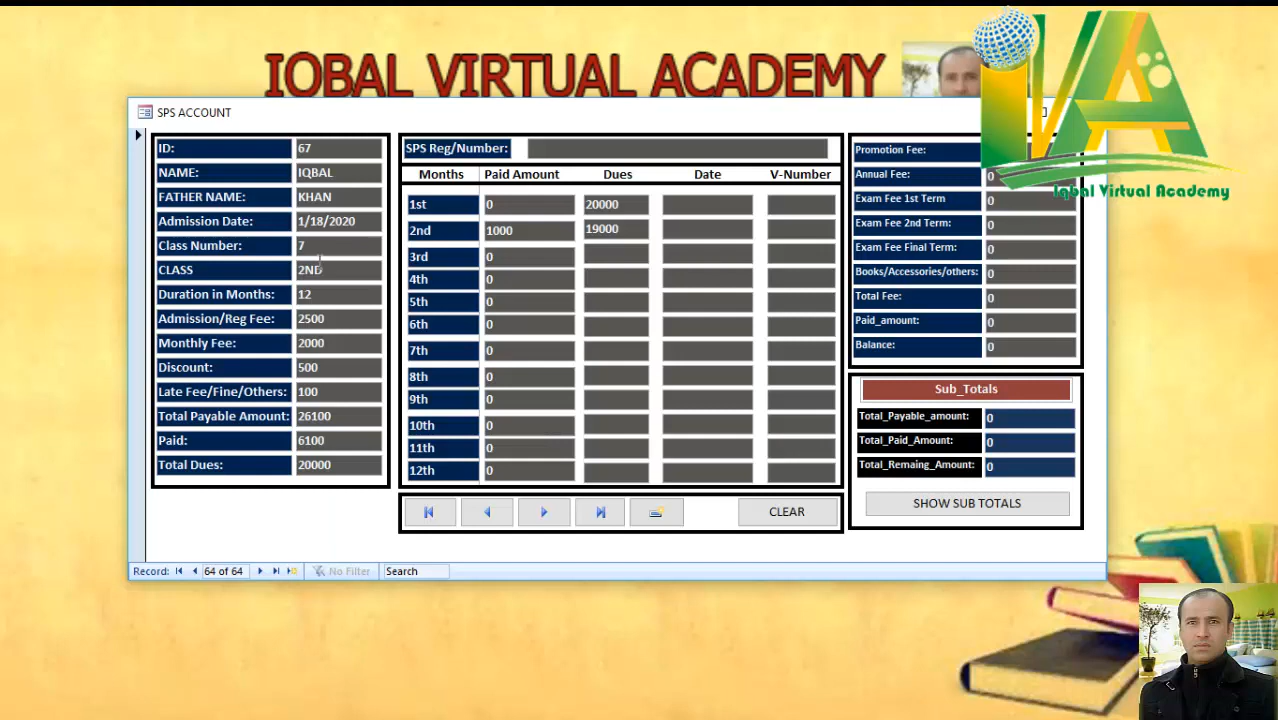 IQBAL VIRTUAL ACADEMY
IVA
Iqbal Virtual Academy
SPS ACCOUNT
ID: 67
NAME: IQBAL
FATHER NAME: KHAN
Admission Date: 1/18/2020
Class Number: 7
CLASS 2ND
Duration in Months: 12
Admission/Reg Fee: 2500
Monthly Fee: 2000
Discount: 500
Late Fee/Fine/Others: 100
Total Payable Amount: 26100
Paid: 6100
Total Dues: 20000
SPS Reg/Number:
Months Paid Amount Dues Date V-Number
1st 0 20000
2nd 1000 19000
3rd 0
4th 0
5th 0
6th 0
7th 0
8th 0
9th 0
10th 0
11th 0
12th 0
CLEAR
Promotion Fee:
Annual Fee: 0
Exam Fee 1st Term 0
Exam Fee 2nd Term: 0
Exam Fee Final Term: 0
Books/Accessories/others: 0
Total Fee: 0
Paid_amount: 0
Balance: 0
Sub_Totals
Total_Payable_amount: 0
Total_Paid_Amount: 0
Total_Remaing_Amount: 0
SHOW SUB TOTALS
Record: 64 of 64 No Filter Search